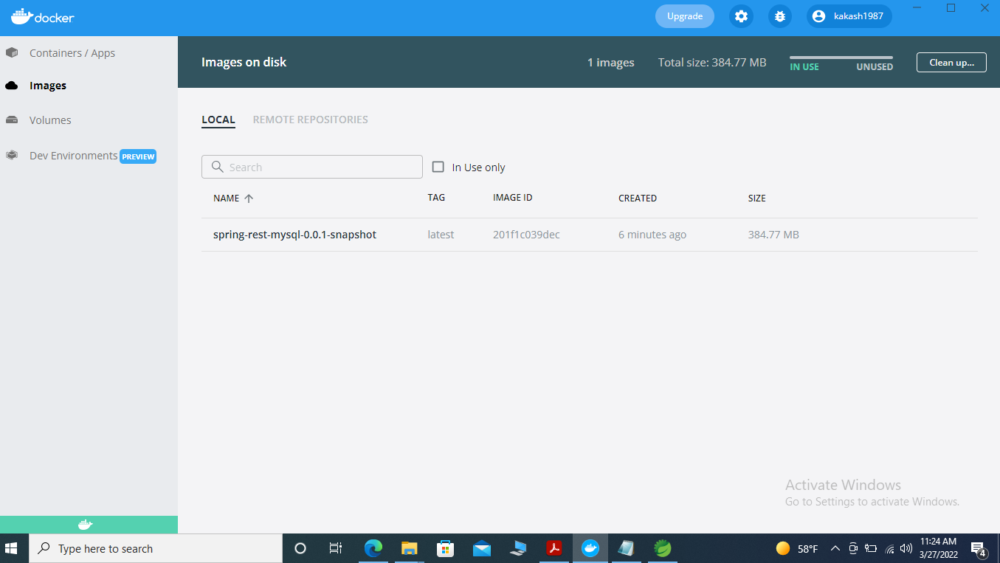 docker
Upgrade
kakash1987
Containers / Apps
Images
Volumes
Dev Environments PREVIEW
Images on disk
1 images
Total size: 384.77 MB
IN USE UNUSED
Clean up...
LOCAL REMOTE REPOSITORIES
Search
In Use only
NAME TAG IMAGE ID CREATED SIZE
spring-rest-mysql-0.0.1-snapshot latest 201f1c039dec 6 minutes ago 384.77 MB
Activate Windows
Go to Settings to activate Windows.
Type here to search
58°F
11:24 AM
3/27/2022
4